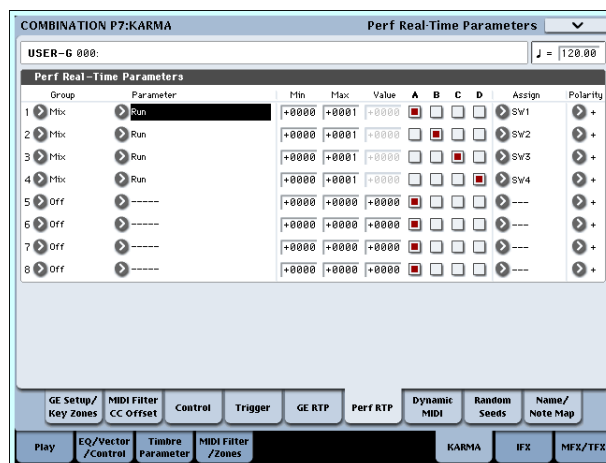 COMBINATION P7:KARMA Perf Real-Time Parameters
USER-G 000: ♩ = 120.00
Perf Real-Time Parameters
Group Parameter Min Max Value A B C D Assign Polarity
1 Mix Run +0000 +0001 +0000 SW1 +
2 Mix Run +0000 +0001 +0000 SW2 +
3 Mix Run +0000 +0001 +0000 SW3 +
4 Mix Run +0000 +0001 +0000 SW4 +
5 Off ----- +0000 +0000 +0000 --- +
6 Off ----- +0000 +0000 +0000 --- +
7 Off ----- +0000 +0000 +0000 --- +
8 Off ----- +0000 +0000 +0000 --- +
GE Setup/ Key Zones MIDI Filter CC Offset Control Trigger GE RTP Perf RTP Dynamic MIDI Random Seeds Name/ Note Map
Play EQ/Vector /Control Timbre Parameter MIDI Filter /Zones KARMA IFX MFX/TFX